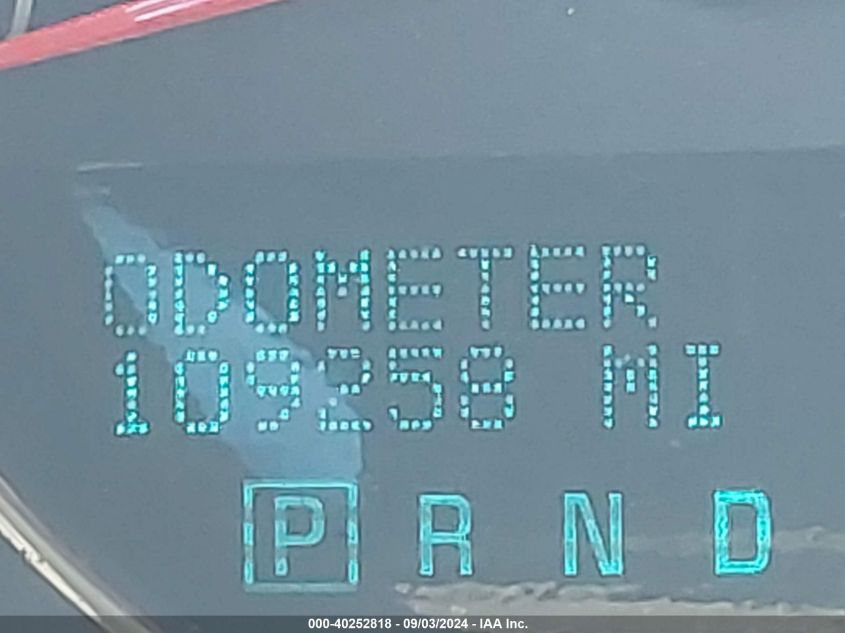 ODOMETER
109258 MI
P R N D
000-40252818 - 09/03/2024 - IAA Inc.